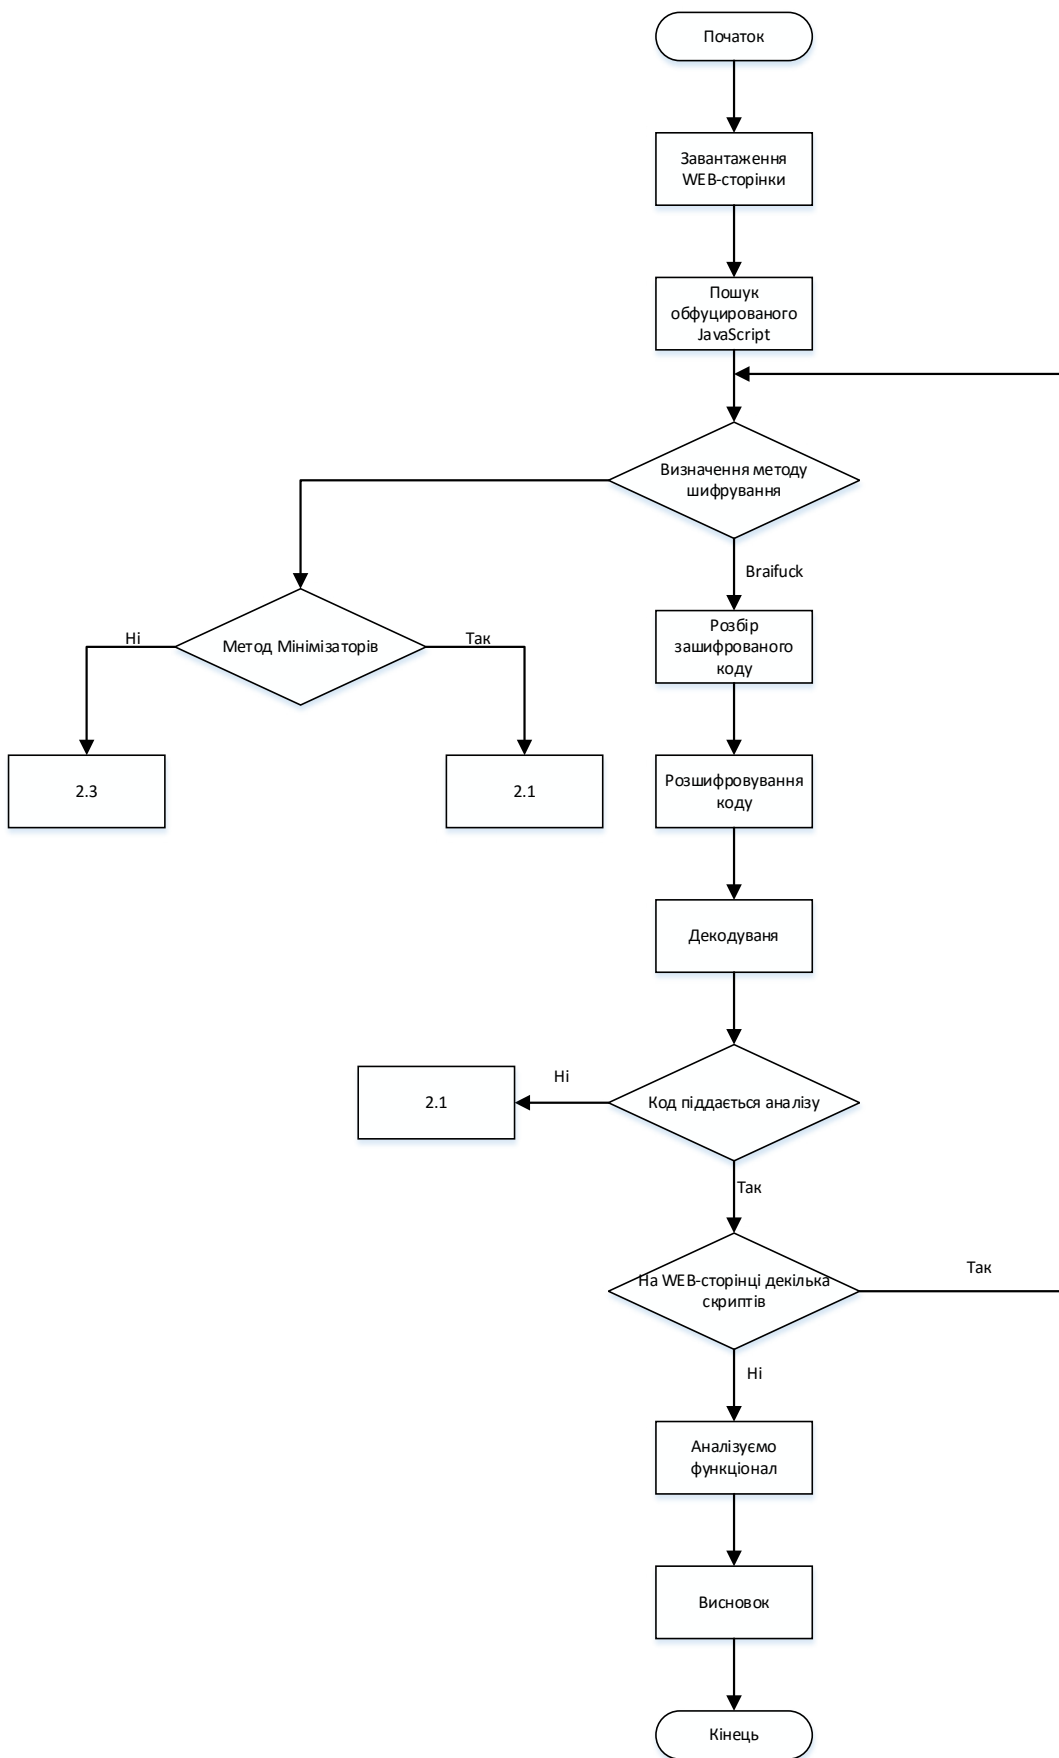 Початок
Завантаження
WEB-сторінки
Пошук
обфуцированого
JavaScript
Визначення методу
шифрування
Braifuck
Ні
Метод Мінімізаторів
Так
Розбір
зашифрованого
коду
2.3
2.1
Розшифровування
коду
Декодуваня
2.1
Ні
Код піддається аналізу
Так
На WEB-сторінці декілька
скриптів
Так
Ні
Аналізуємо
функціонал
Висновок
Кінець